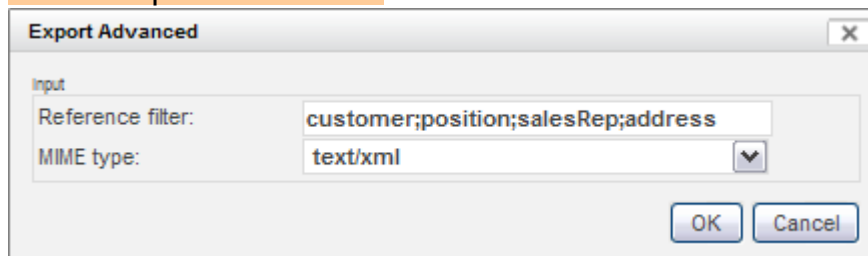 Export Advanced
Input
Reference filter: customer;position;salesRep;address
MIME type: text/xml
OK Cancel